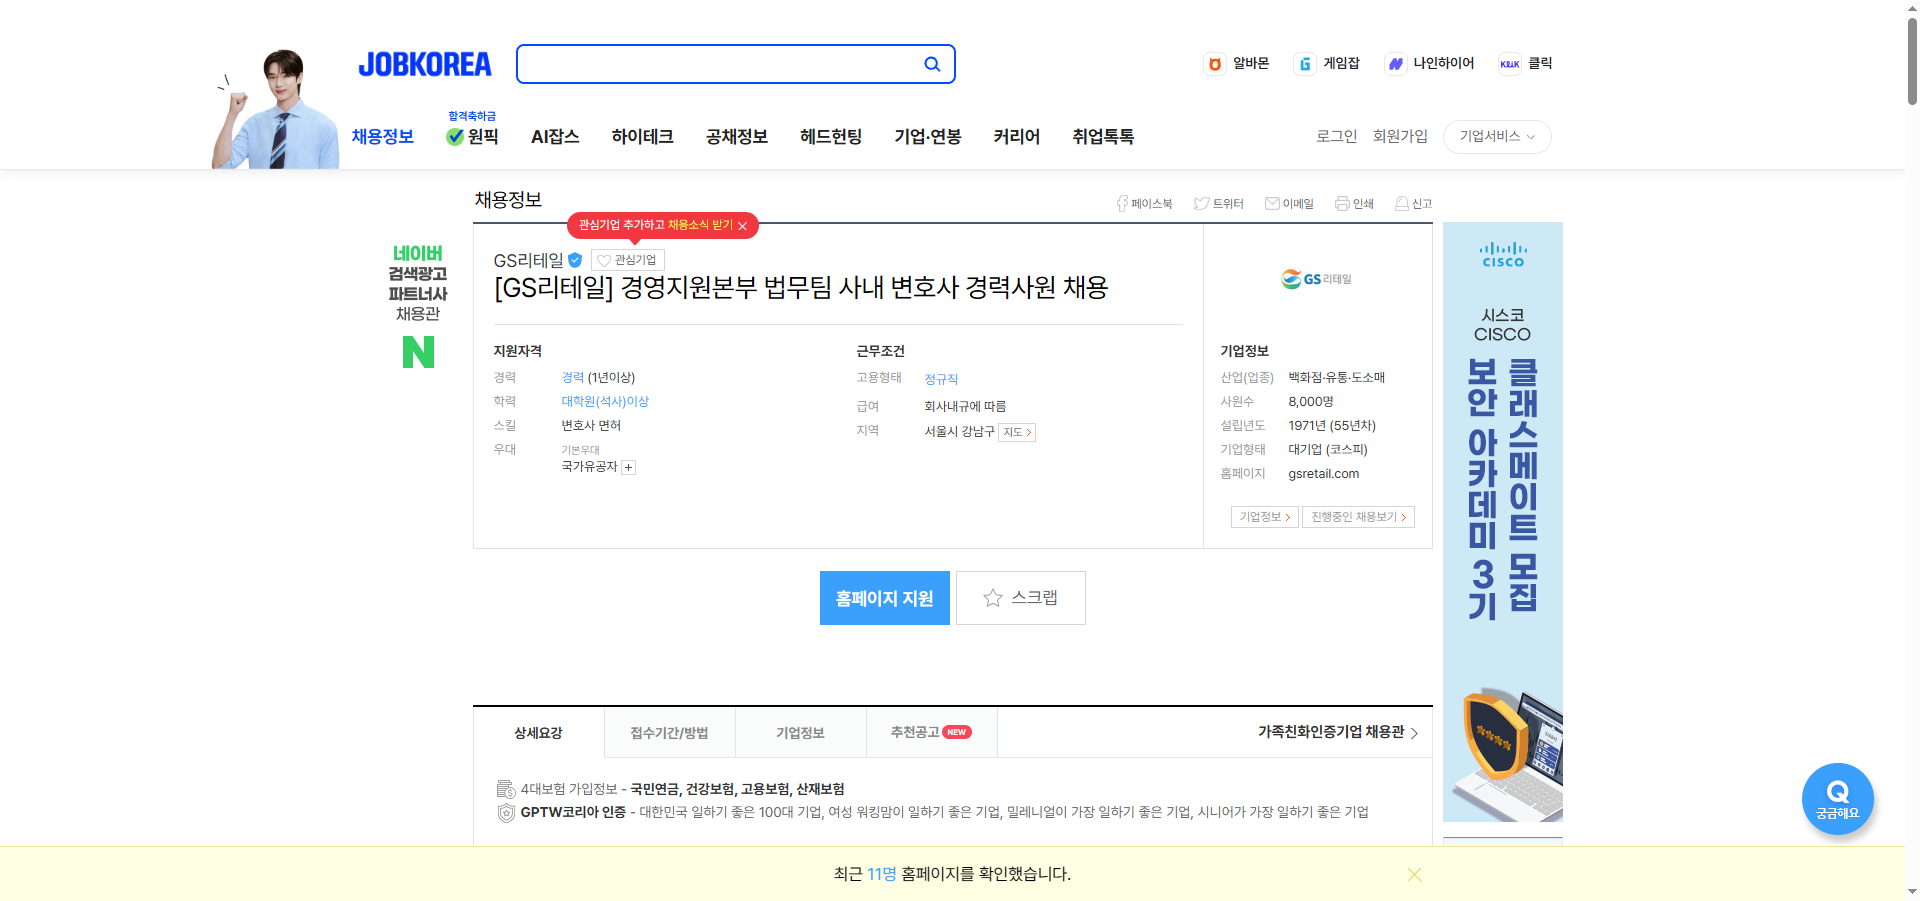 JOBKOREA
알바몬
게임잡
나인하이어
K리IK 클릭
채용정보
합격축하금
원픽
AI잡스
하이테크
공채정보
헤드헌팅
기업·연봉
커리어
취업톡톡
로그인
회원가입
기업서비스
채용정보
페이스북
트위터
이메일
인쇄
신고
관심기업 추가하고 채용소식 받기
네이버
검색광고
파트너사
채용관
N
GS리테일
관심기업
[GS리테일] 경영지원본부 법무팀 사내 변호사 경력사원 채용
지원자격
경력 경력 (1년이상)
학력 대학원(석사)이상
스킬 변호사 면허
우대 기본우대
국가유공자 +
근무조건
고용형태 정규직
급여 회사내규에 따름
지역 서울시 강남구 지도
GS리테일
기업정보
산업(업종) 백화점·유통·도소매
사원수 8,000명
설립년도 1971년 (55년차)
기업형태 대기업 (코스피)
홈페이지 gsretail.com
기업정보
진행중인 채용보기
홈페이지 지원
스크랩
CISCO
시스코
CISCO
클래스메이트 모집
보안 아카데미 3기
상세요강
접수기간/방법
기업정보
추천공고 NEW
가족친화인증기업 채용관
4대보험 가입정보 - 국민연금, 건강보험, 고용보험, 산재보험
GPTW코리아 인증 - 대한민국 일하기 좋은 100대 기업, 여성 워킹맘이 일하기 좋은 기업, 밀레니얼이 가장 일하기 좋은 기업, 시니어가 가장 일하기 좋은 기업
Q
궁금해요
최근 11명 홈페이지를 확인했습니다.